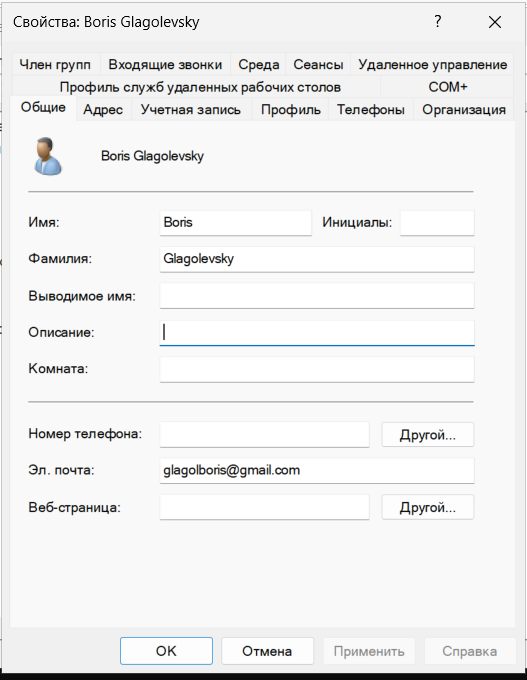 Свойства: Boris Glagolevsky ?
Член групп Входящие звонки Среда Сеансы Удаленное управление
Профиль служб удаленных рабочих столов COM+
Общие Адрес Учетная запись Профиль Телефоны Организация
Boris Glagolevsky
Имя: Boris Инициалы:
Фамилия: Glagolevsky
Выводимое имя:
Описание:
Комната:
Номер телефона: Другой...
Эл. почта: glagolboris@gmail.com
Веб-страница: Другой...
OK Отмена Применить Справка